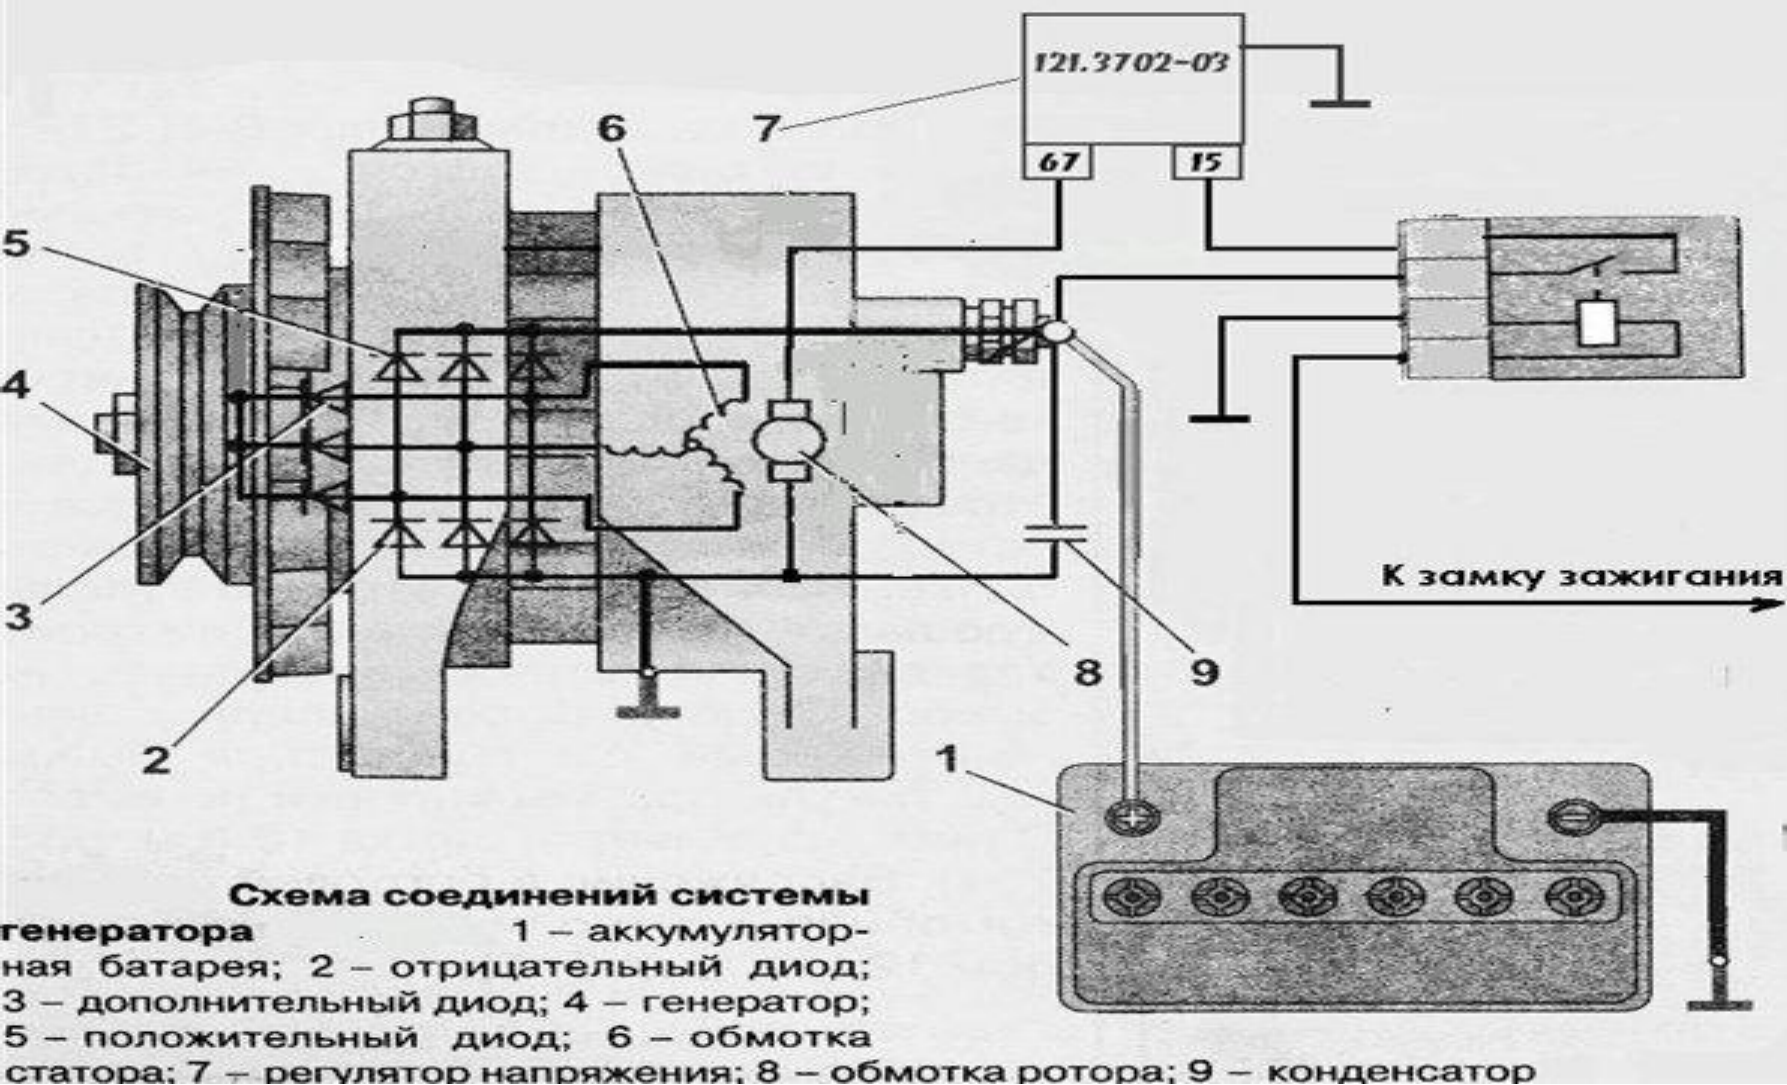 121.3702-03
67 15
6
7
5
4
К замку зажигания
3
8
9
2
1
Схема соединений системы
генератора 1 – аккумулятор-
ная батарея; 2 – отрицательный диод;
3 – дополнительный диод; 4 – генератор;
5 – положительный диод; 6 – обмотка
статора; 7 – регулятор напряжения; 8 – обмотка ротора; 9 – конденсатор